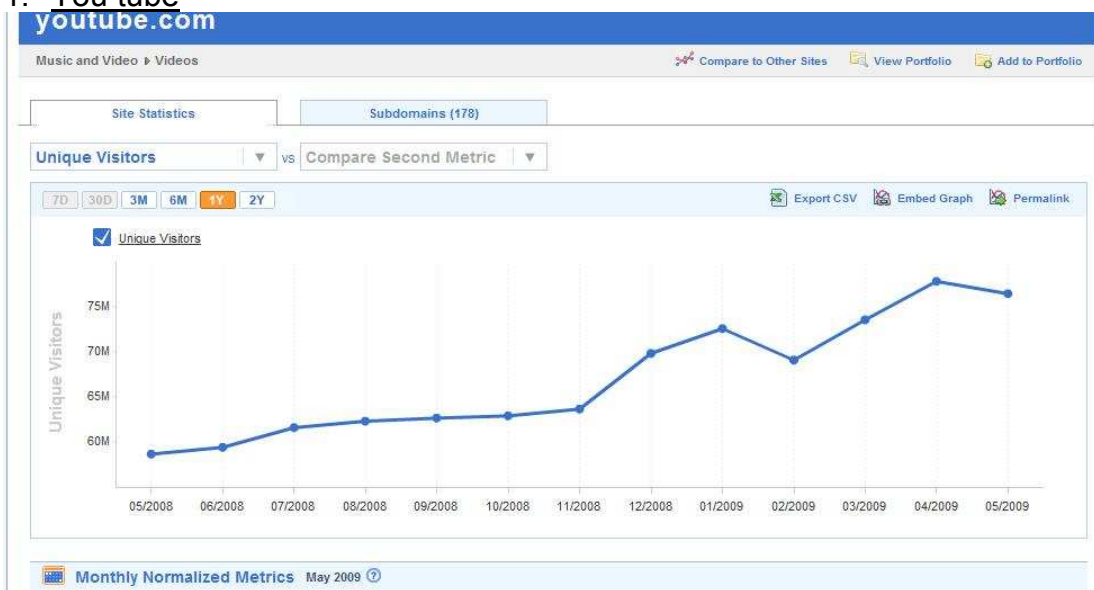 1. You tube
youtube.com
Music and Video Videos Compare to Other Sites View Portfolio Add to Portfolio
Site Statistics Subdomains (178)
Unique Visitors vs Compare Second Metric
7D 30D 3M 6M 1Y 2Y Export CSV Embed Graph Permalink
Unique Visitors
Unique Visitors
75M
70M
65M
60M
05/2008 06/2008 07/2008 08/2008 09/2008 10/2008 11/2008 12/2008 01/2009 02/2009 03/2009 04/2009 05/2009
Monthly Normalized Metrics May 2009 ?